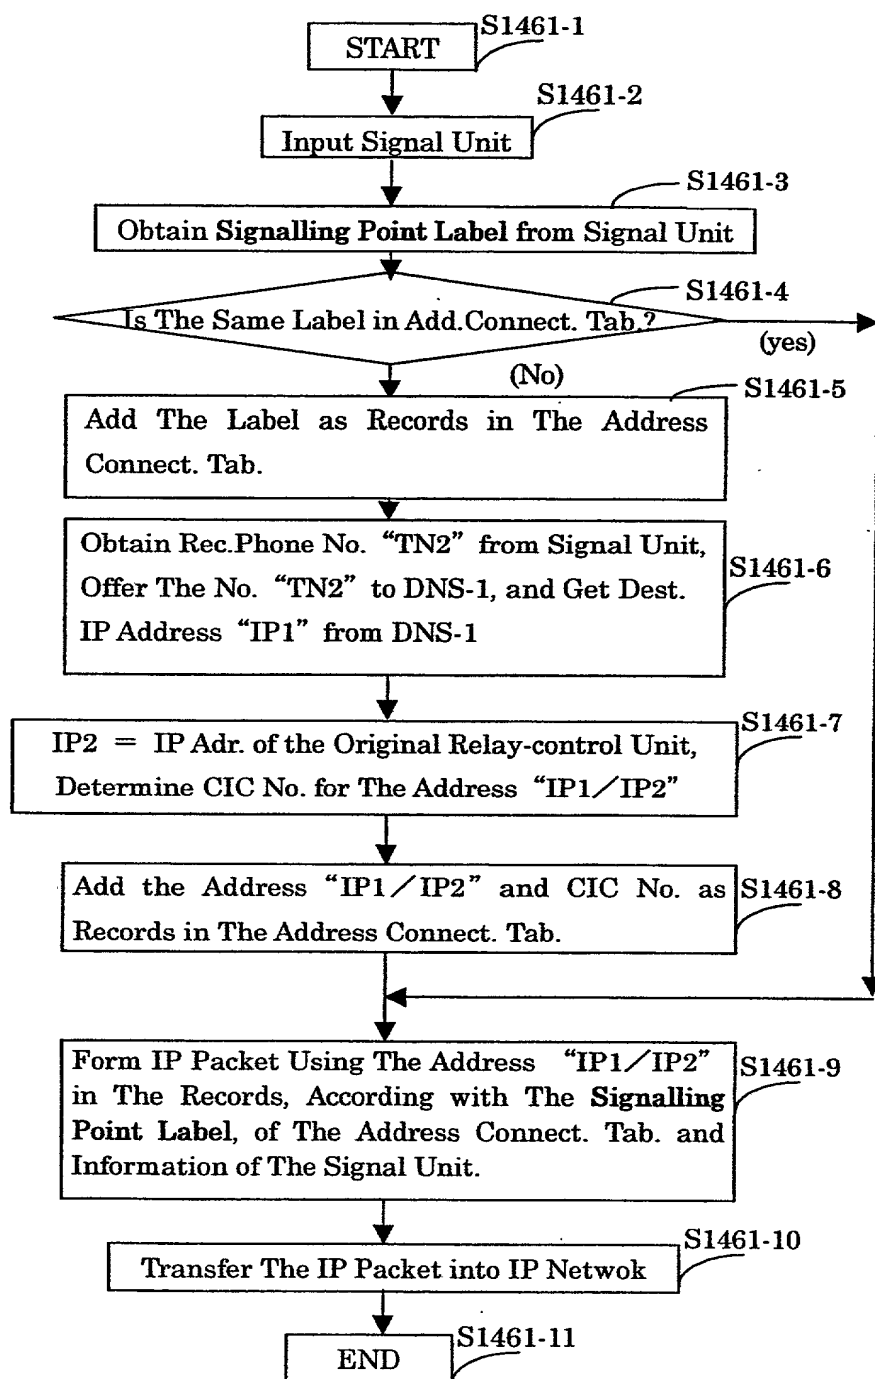 S1461-1
START
S1461-2
Input Signal Unit
S1461-3
Obtain Signalling Point Label from Signal Unit
S1461-4
Is The Same Label in Add.Connect. Tab.?
(yes)
(No)
S1461-5
Add The Label as Records in The Address
Connect. Tab.
Obtain Rec.Phone No. “TN2” from Signal Unit,
Offer The No. “TN2” to DNS-1, and Get Dest.
IP Address “IP1” from DNS-1
S1461-6
S1461-7
IP2 = IP Adr. of the Original Relay-control Unit,
Determine CIC No. for The Address “IP1/IP2”
Add the Address “IP1/IP2” and CIC No. as
Records in The Address Connect. Tab.
S1461-8
Form IP Packet Using The Address “IP1/IP2”
in The Records, According with The Signalling
Point Label, of The Address Connect. Tab. and
Information of The Signal Unit.
S1461-9
S1461-10
Transfer The IP Packet into IP Netwok
S1461-11
END